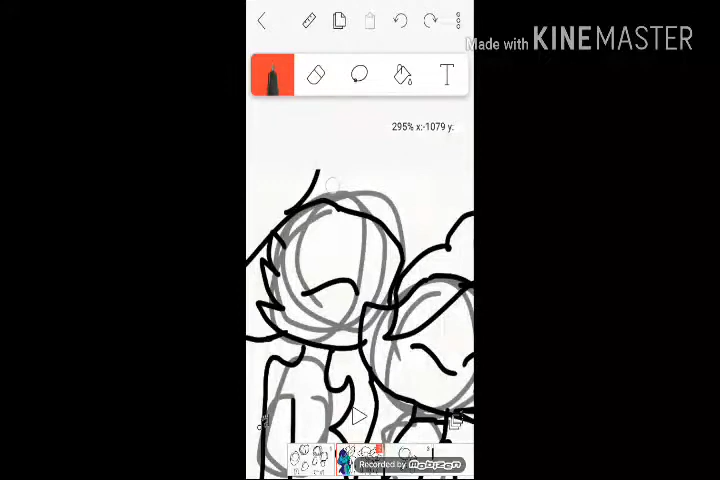 Made with KINEMASTER
T
295% x:-1079 y:
Recorded by mobizen